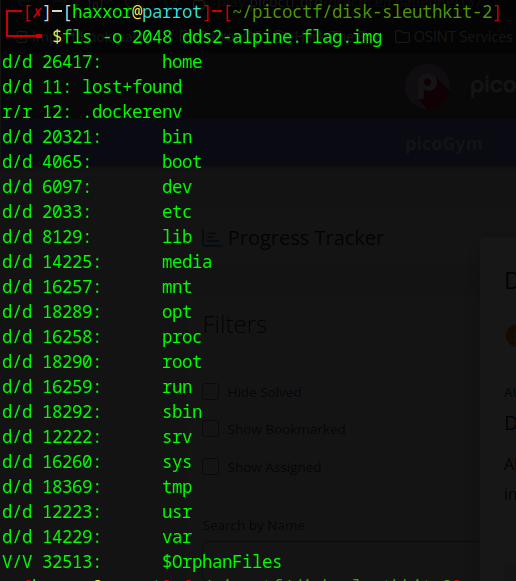 ┌─[✗]─[haxxor@parrot]─[~/picoctf/disk-sleuthkit-2]
└──╼ $fls -o 2048 dds2-alpine.flag.img
d/d 26417:	home
d/d 11: lost+found
r/r 12: .dockerenv
d/d 20321:	bin
d/d 4065:	boot
d/d 6097:	dev
d/d 2033:	etc
d/d 8129:	lib
d/d 14225:	media
d/d 16257:	mnt
d/d 18289:	opt
d/d 16258:	proc
d/d 18290:	root
d/d 16259:	run
d/d 18292:	sbin
d/d 12222:	srv
d/d 16260:	sys
d/d 18369:	tmp
d/d 12223:	usr
d/d 14229:	var
V/V 32513:	$OrphanFiles
OSINT Services
pico
picoGym
Progress Tracker
Filters
Hide Solved
Show Bookmarked
Show Assigned
Search by Name